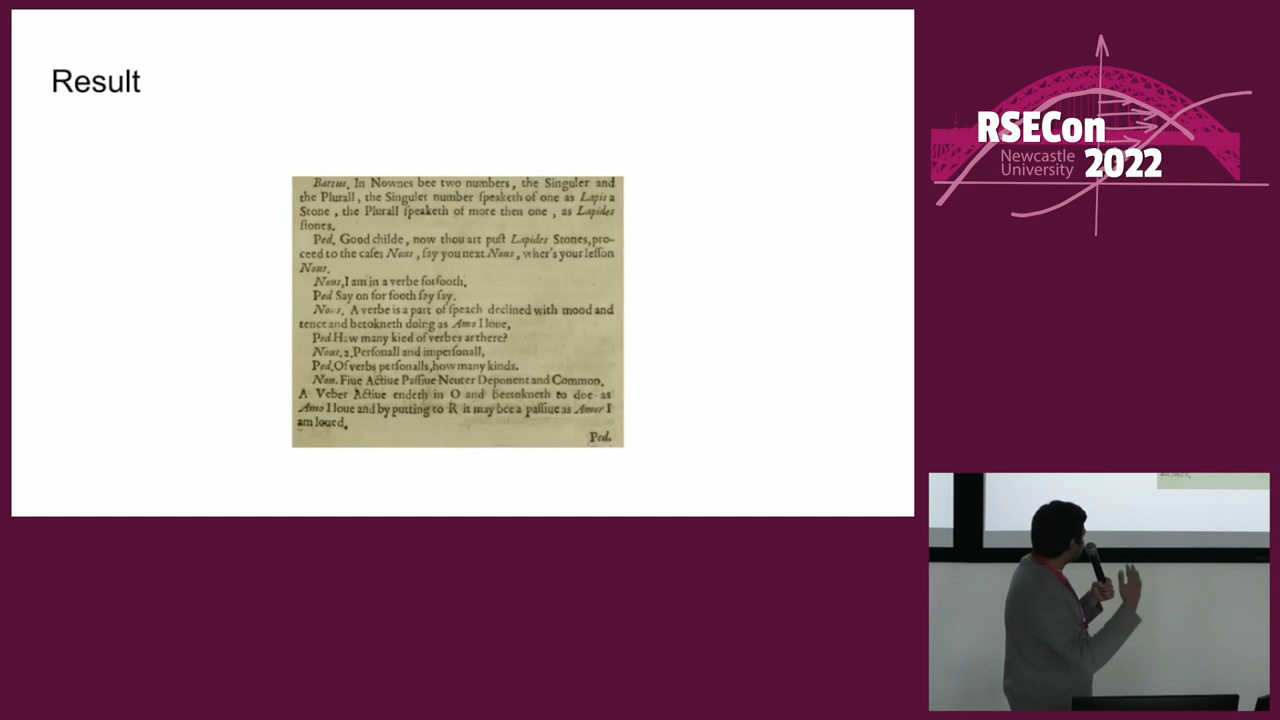 Result
Battus. In Nownes bee two numbers, the Singuler and
the Plurall, the Singuler number ſpeaketh of one as Lapis a
Stone, the Plurall ſpeaketh of more then one, as Lapides
ſtones.
Ped. Good childe, now thou art puſt Lapides Stones, pro-
ceed to the caſes Nous, ſay you next Nous, wher's your leſſon
Nous.
Nous, I am in a verbe forſooth.
Ped Say on for ſooth ſay ſay.
Nous, A verbe is a part of ſpeach declined with mood and
tence and betokneth doing as Amo I loue,
Ped. How many kied of verbes ar there?
Nous, 2. Perſonall and imperſonall,
Ped, Of verbs perſonalls, how many kinds.
Non. Fiue Actiue Paſſiue Neuter Deponent and Common,
A Veber Actiue endeth in O and beetokneth to doe as
Amo I loue and by putting to R it may bee a paſſiue as Amor I
am loued,
Ped.
RSECon
Newcastle
University
2022